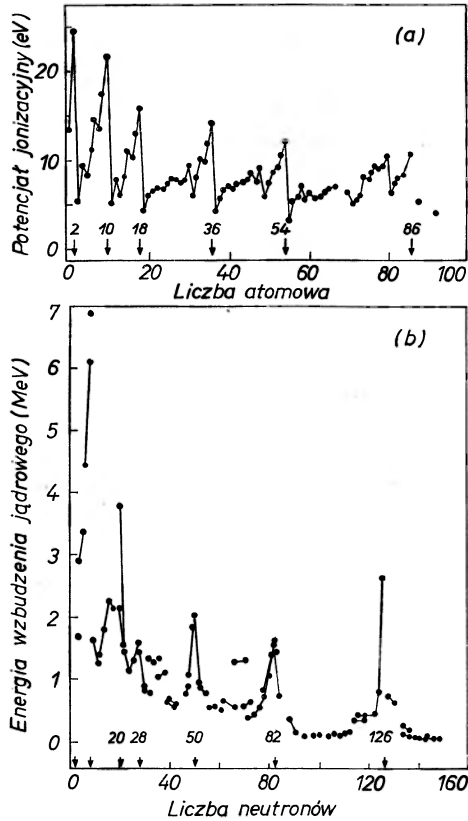 Potencjał jonizacyjny (eV)
(a)
20
10
0
2 10 18 36 54 86
0 20 40 60 80 100
Liczba atomowa
Energia wzbudzenia jądrowego (MeV)
(b)
7
6
5
4
3
2
1
0
20 28 50 82 126
0 40 80 120 160
Liczba neutronów